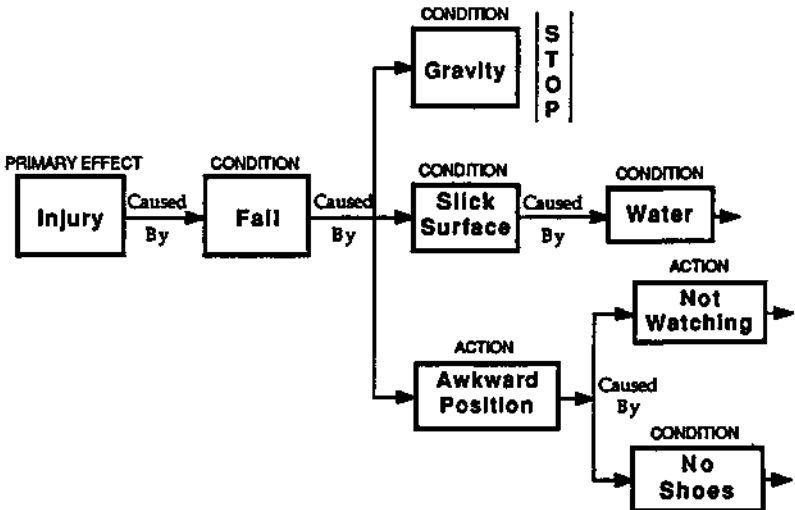 CONDITION
Gravity
S
T
O
P
PRIMARY EFFECT
Injury
Caused
By
CONDITION
Fall
Caused
By
CONDITION
Slick
Surface
Caused
By
CONDITION
Water
ACTION
Awkward
Position
Caused
By
ACTION
Not
Watching
CONDITION
No
Shoes